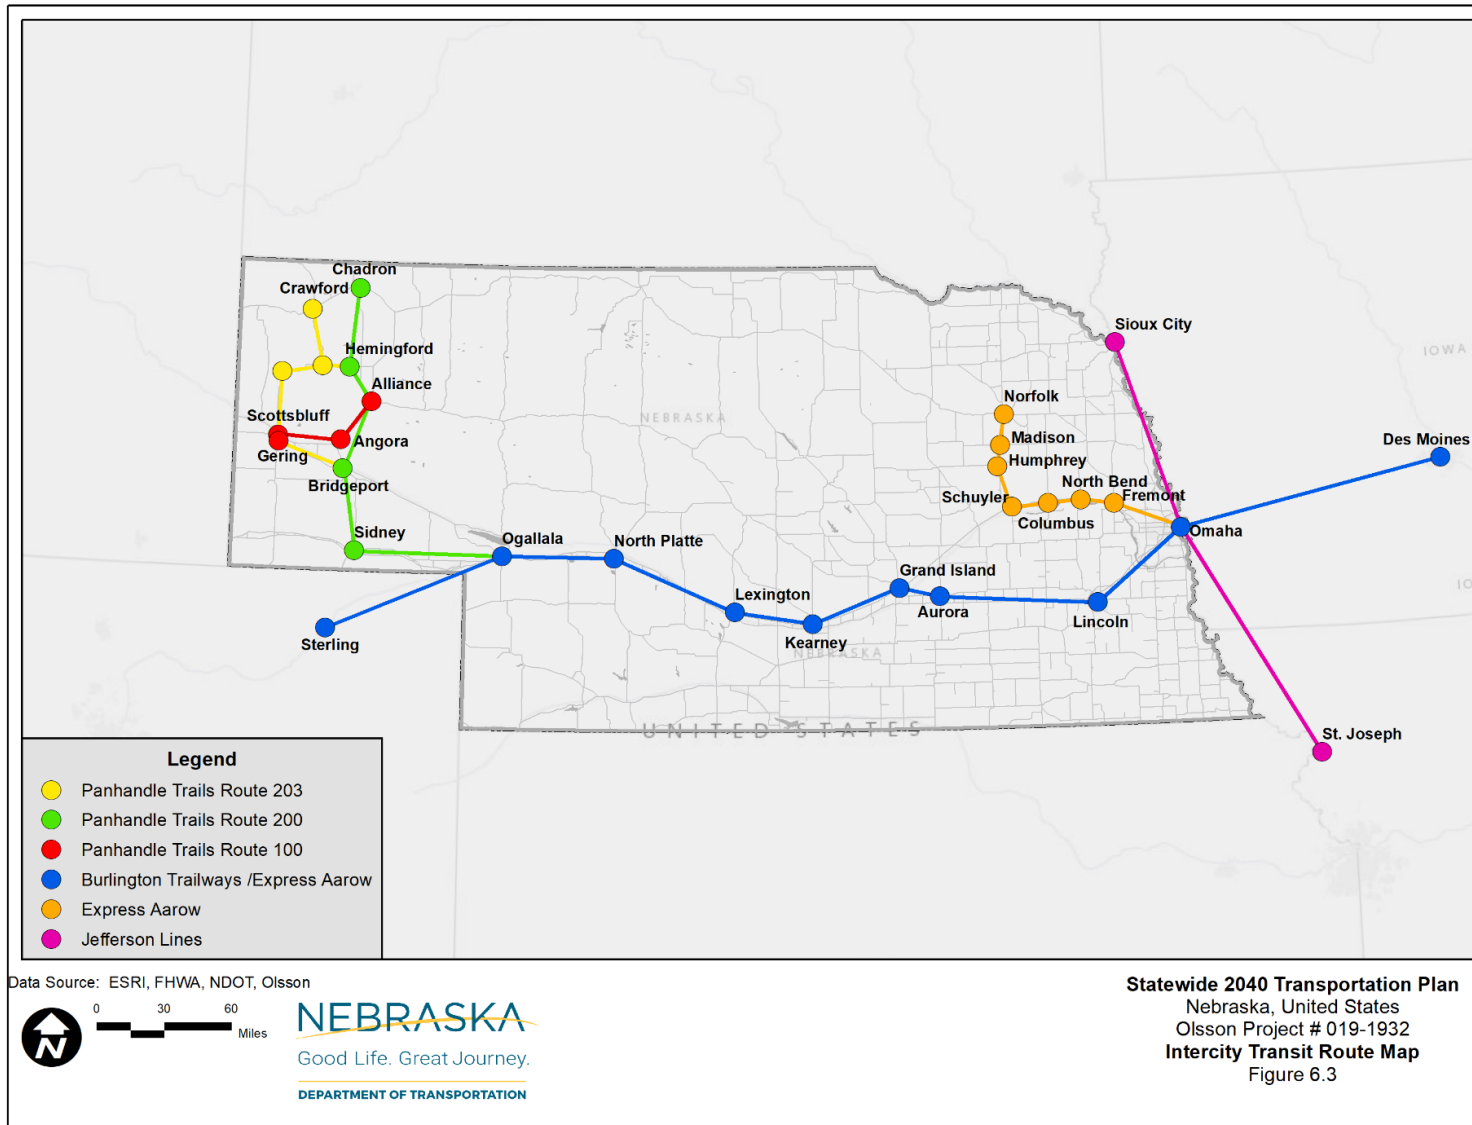 Chadron
Crawford
Hemingford
Alliance
Scottsbluff
Angora
Gering
Bridgeport
Sidney
Ogallala
North Platte
Sterling
Lexington
Kearney
Grand Island
Aurora
Lincoln
Omaha
Norfolk
Madison
Humphrey
Schuyler
Columbus
North Bend
Fremont
Sioux City
Des Moines
St. Joseph
IOWA
NEBRASKA
NEBRASKA
UNITED STATES
IO
Legend
Panhandle Trails Route 203
Panhandle Trails Route 200
Panhandle Trails Route 100
Burlington Trailways /Express Aarow
Express Aarow
Jefferson Lines
Data Source: ESRI, FHWA, NDOT, Olsson
N
0 30 60
Miles
NEBRASKA
Good Life. Great Journey.
DEPARTMENT OF TRANSPORTATION
Statewide 2040 Transportation Plan
Nebraska, United States
Olsson Project # 019-1932
Intercity Transit Route Map
Figure 6.3